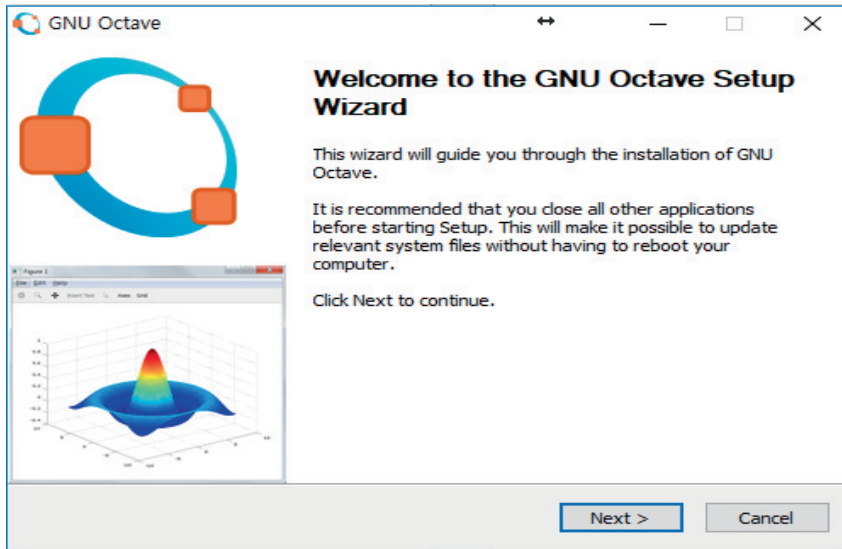 GNU Octave
Welcome to the GNU Octave Setup
Wizard
This wizard will guide you through the installation of GNU
Octave.
It is recommended that you close all other applications
before starting Setup. This will make it possible to update
relevant system files without having to reboot your
computer.
Click Next to continue.
Figure 1
File Edit Help
Insert Text Axes Grid
Next >
Cancel